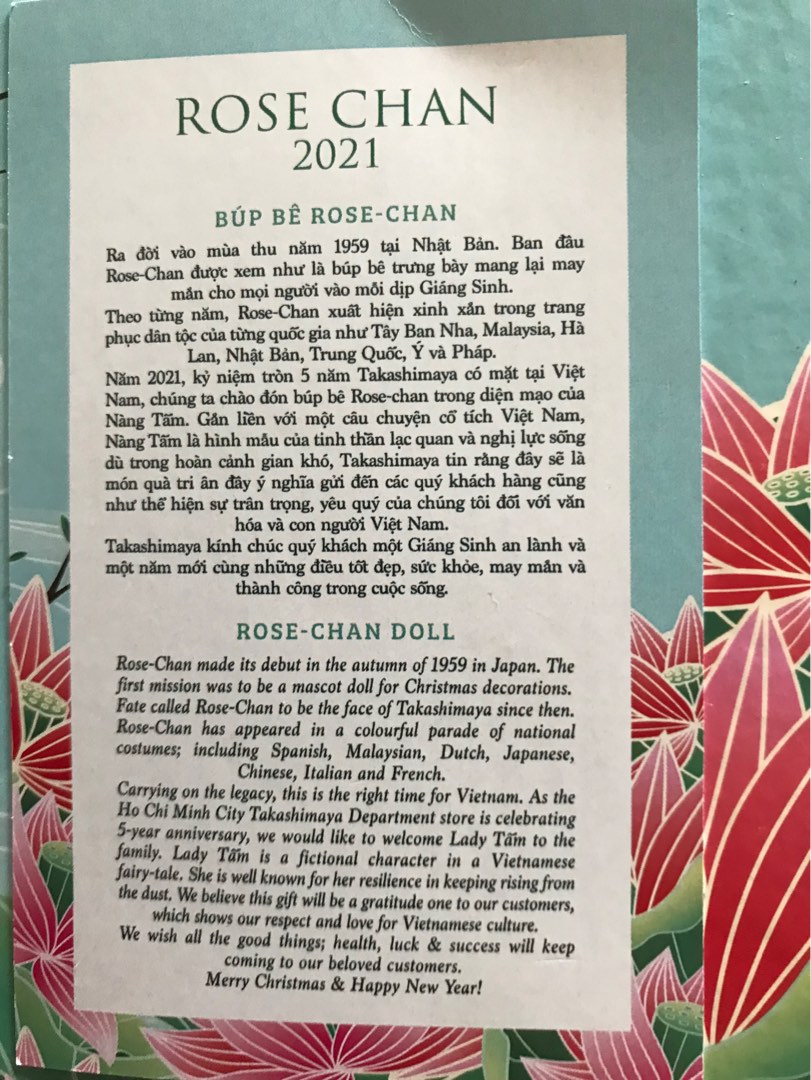 ROSE CHAN
2021
BÚP BÊ ROSE-CHAN
Ra đời vào mùa thu năm 1959 tại Nhật Bản. Ban đầu
Rose-Chan được xem như là búp bê trưng bày mang lại may
mắn cho mọi người vào mỗi dịp Giáng Sinh.
Theo từng năm, Rose-Chan xuất hiện xinh xắn trong trang
phục dân tộc của từng quốc gia như Tây Ban Nha, Malaysia, Hà
Lan, Nhật Bản, Trung Quốc, Ý và Pháp.
Năm 2021, kỷ niệm tròn 5 năm Takashimaya có mặt tại Việt
Nam, chúng ta chào đón búp bê Rose-chan trong diện mạo của
Nàng Tấm. Gắn liền với một câu chuyện cổ tích Việt Nam,
Nàng Tấm là hình mẫu của tinh thần lạc quan và nghị lực sống
dù trong hoàn cảnh gian khó, Takashimaya tin rằng đây sẽ là
món quà tri ân đầy ý nghĩa gửi đến các quý khách hàng cũng
như thể hiện sự trân trọng, yêu quý của chúng tôi đối với văn
hóa và con người Việt Nam.
Takashimaya kính chúc quý khách một Giáng Sinh an lành và
một năm mới cùng những điều tốt đẹp, sức khỏe, may mắn và
thành công trong cuộc sống.
ROSE-CHAN DOLL
Rose-Chan made its debut in the autumn of 1959 in Japan. The
first mission was to be a mascot doll for Christmas decorations.
Fate called Rose-Chan to be the face of Takashimaya since then.
Rose-Chan has appeared in a colourful parade of national
costumes; including Spanish, Malaysian, Dutch, Japanese,
Chinese, Italian and French.
Carrying on the legacy, this is the right time for Vietnam. As the
Ho Chi Minh City Takashimaya Department store is celebrating
5-year anniversary, we would like to welcome Lady Tấm to the
family. Lady Tấm is a fictional character in a Vietnamese
fairy-tale. She is well known for her resilience in keeping rising from
the dust. We believe this gift will be a gratitude one to our customers,
which shows our respect and love for Vietnamese culture.
We wish all the good things; health, luck & success will keep
coming to our beloved customers.
Merry Christmas & Happy New Year!